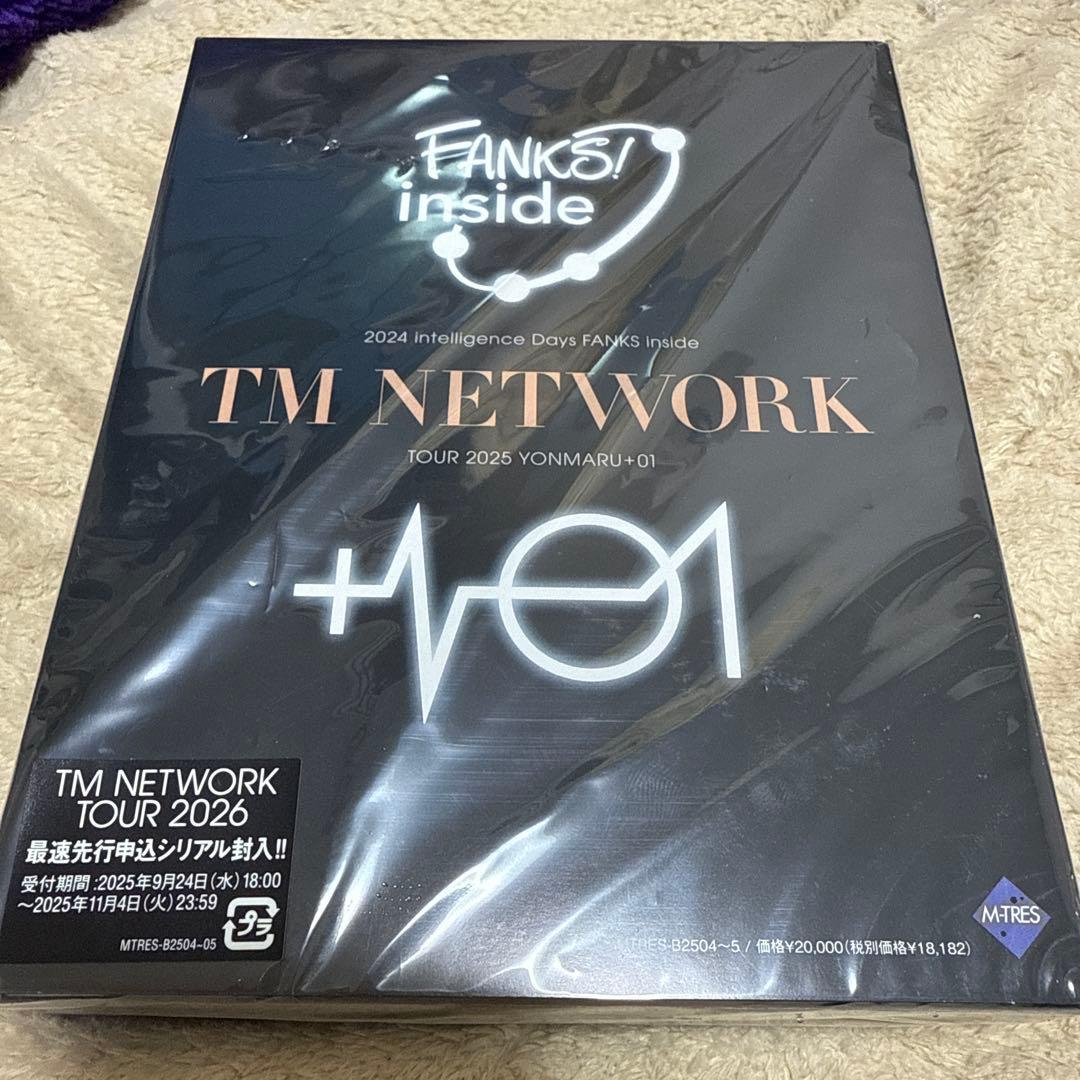 FANKS!
inside
2024 intelligence Days FANKS inside
TM NETWORK
TOUR 2025 YONMARU+01
+01
TM NETWORK
TOUR 2026
最速先行申込シリアル封入!!
受付期間:2025年9月24日(水)18:00
～2025年11月4日(火)23:59
プラ
MTRES-B2504-05
M-TRES
TRES-B2504～5 / 価格¥20,000(税別価格¥18,182)